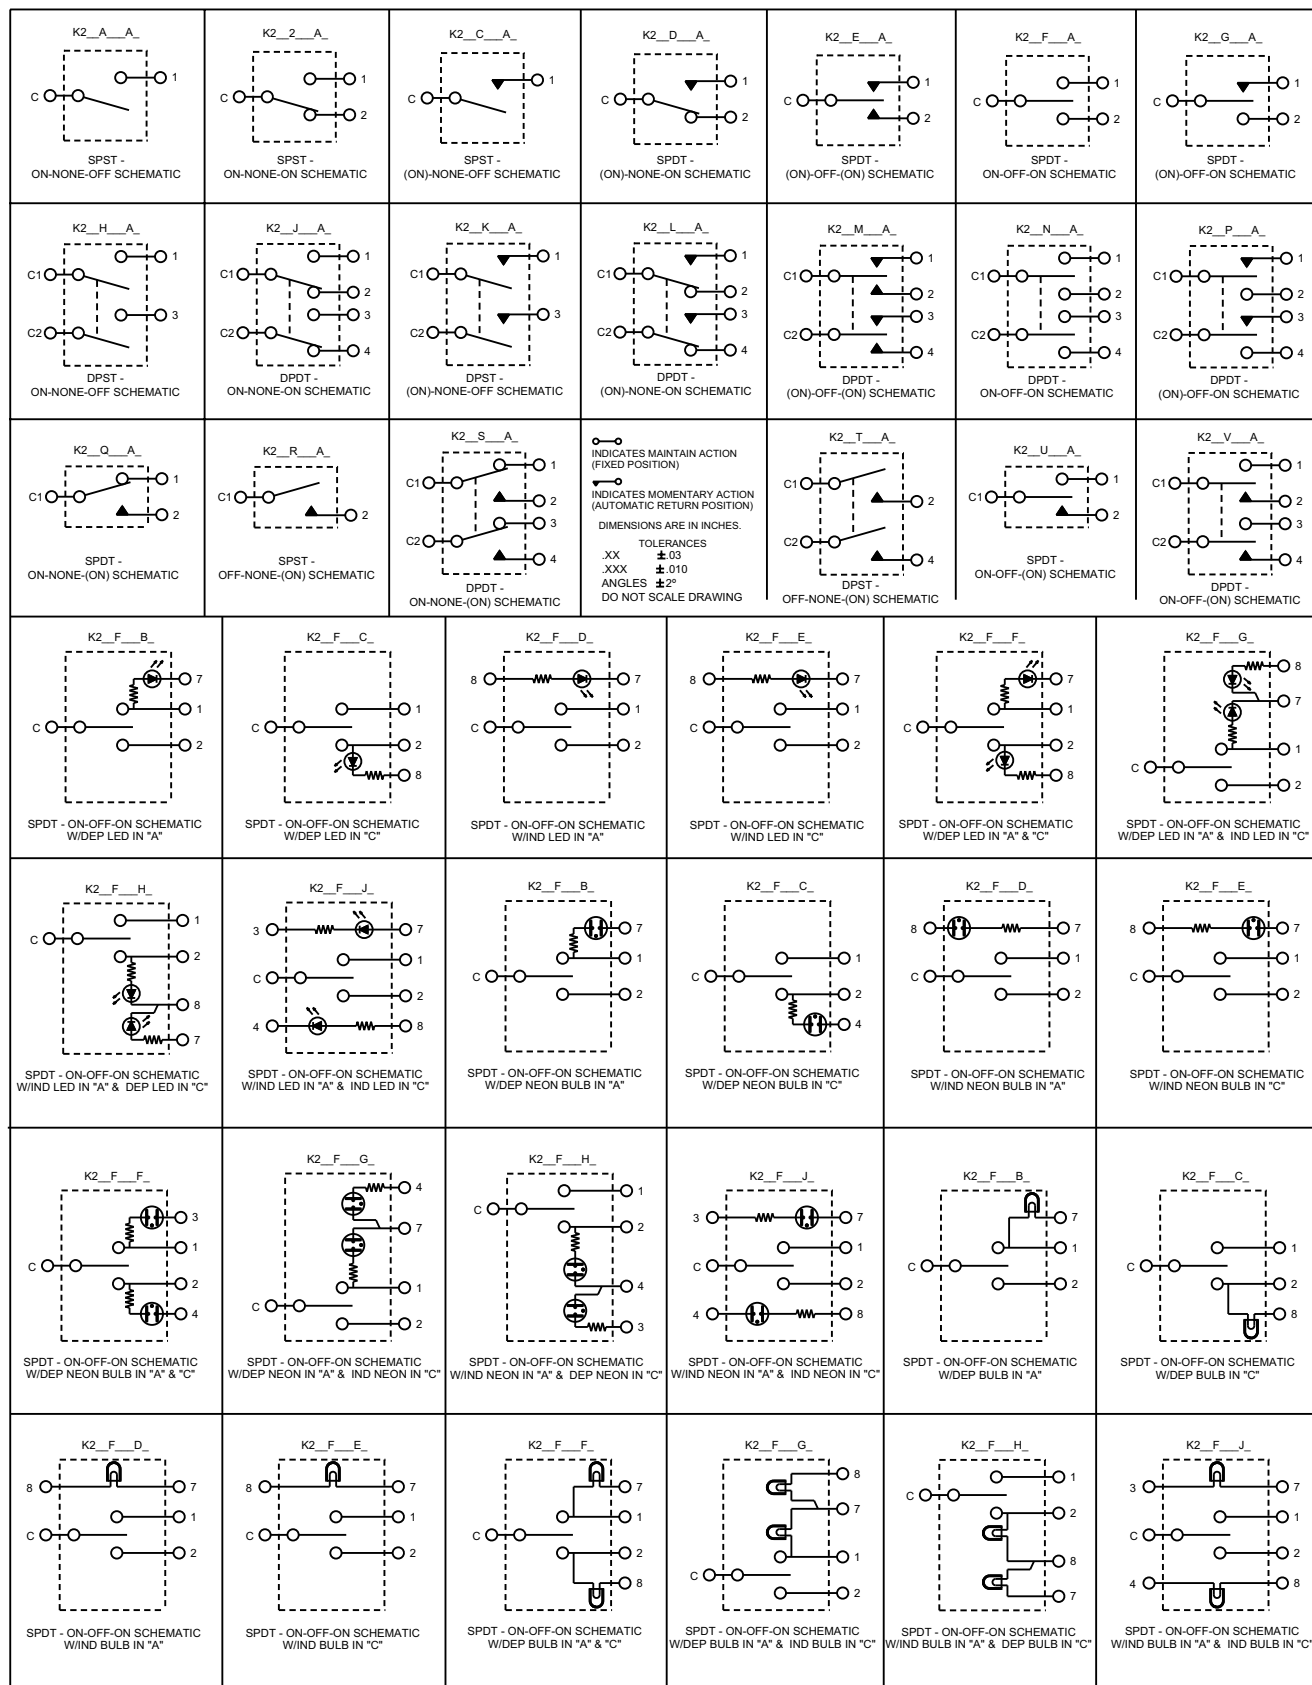 K2__A___A_
C
1
SPST -
ON-NONE-OFF SCHEMATIC
K2__2___A_
C
1
2
SPST -
ON-NONE-ON SCHEMATIC
K2__C___A_
C
1
SPST -
(ON)-NONE-OFF SCHEMATIC
K2__D___A_
C
1
2
SPDT -
(ON)-NONE-ON SCHEMATIC
K2__E___A_
C
1
2
SPDT -
(ON)-OFF-(ON) SCHEMATIC
K2__F___A_
C
1
2
SPDT -
ON-OFF-ON SCHEMATIC
K2__G___A_
C
1
2
SPDT -
(ON)-OFF-ON SCHEMATIC
K2__H___A_
C1
1
3
C2
DPST -
ON-NONE-OFF SCHEMATIC
K2__J___A_
C1
1
2
3
C2
4
DPDT -
ON-NONE-ON SCHEMATIC
K2__K___A_
C1
1
3
C2
DPST -
(ON)-NONE-OFF SCHEMATIC
K2__L___A_
C1
1
2
3
C2
4
DPDT -
(ON)-NONE-ON SCHEMATIC
K2__M___A_
C1
1
2
3
C2
4
DPDT -
(ON)-OFF-(ON) SCHEMATIC
K2__N___A_
C1
1
2
3
C2
4
DPDT -
ON-OFF-ON SCHEMATIC
K2__P___A_
C1
1
2
3
C2
4
DPDT -
(ON)-OFF-ON SCHEMATIC
K2__Q___A_
C1
1
2
SPDT -
ON-NONE-(ON) SCHEMATIC
K2__R___A_
C1
2
SPST -
OFF-NONE-(ON) SCHEMATIC
K2__S___A_
C1
1
2
3
C2
4
DPDT -
ON-NONE-(ON) SCHEMATIC
INDICATES MAINTAIN ACTION
(FIXED POSITION)
INDICATES MOMENTARY ACTION
(AUTOMATIC RETURN POSITION)
DIMENSIONS ARE IN INCHES.
TOLERANCES
.XX ±.03
.XXX ±.010
ANGLES ±2º
DO NOT SCALE DRAWING
K2__T___A_
C1
2
C2
4
DPST -
OFF-NONE-(ON) SCHEMATIC
K2__U___A_
C1
1
2
SPDT -
ON-OFF-(ON) SCHEMATIC
K2__V___A_
C1
1
2
3
C2
4
DPDT -
ON-OFF-(ON) SCHEMATIC
K2__F___B_
7
1
C
2
SPDT - ON-OFF-ON SCHEMATIC
W/DEP LED IN "A"
K2__F___C_
1
C
2
8
SPDT - ON-OFF-ON SCHEMATIC
W/DEP LED IN "C"
K2__F___D_
8
7
1
C
2
SPDT - ON-OFF-ON SCHEMATIC
W/IND LED IN "A"
K2__F___E_
8
7
1
C
2
SPDT - ON-OFF-ON SCHEMATIC
W/IND LED IN "C"
K2__F___F_
7
1
C
2
8
SPDT - ON-OFF-ON SCHEMATIC
W/DEP LED IN "A" & "C"
K2__F___G_
8
7
1
C
2
SPDT - ON-OFF-ON SCHEMATIC
W/DEP LED IN "A" & IND LED IN "C"
K2__F___H_
1
C
2
8
7
SPDT - ON-OFF-ON SCHEMATIC
W/IND LED IN "A" & DEP LED IN "C"
K2__F___J_
3
7
1
C
2
4
8
SPDT - ON-OFF-ON SCHEMATIC
W/IND LED IN "A" & IND LED IN "C"
K2__F___B_
7
1
C
2
SPDT - ON-OFF-ON SCHEMATIC
W/DEP NEON BULB IN "A"
K2__F___C_
1
C
2
4
SPDT - ON-OFF-ON SCHEMATIC
W/DEP NEON BULB IN "C"
K2__F___D_
8
7
1
C
2
SPDT - ON-OFF-ON SCHEMATIC
W/IND NEON BULB IN "A"
K2__F___E_
8
7
1
C
2
SPDT - ON-OFF-ON SCHEMATIC
W/IND NEON BULB IN "C"
K2__F___F_
3
1
C
2
4
SPDT - ON-OFF-ON SCHEMATIC
W/DEP NEON BULB IN "A" & "C"
K2__F___G_
4
7
1
C
2
SPDT - ON-OFF-ON SCHEMATIC
W/DEP NEON IN "A" & IND NEON IN "C"
K2__F___H_
1
C
2
4
3
SPDT - ON-OFF-ON SCHEMATIC
W/IND NEON IN "A" & DEP NEON IN "C"
K2__F___J_
3
7
1
C
2
4
8
SPDT - ON-OFF-ON SCHEMATIC
W/IND NEON IN "A" & IND NEON IN "C"
K2__F___B_
7
1
C
2
SPDT - ON-OFF-ON SCHEMATIC
W/DEP BULB IN "A"
K2__F___C_
1
C
2
8
SPDT - ON-OFF-ON SCHEMATIC
W/DEP BULB IN "C"
K2__F___D_
8
7
1
C
2
SPDT - ON-OFF-ON SCHEMATIC
W/IND BULB IN "A"
K2__F___E_
8
7
1
C
2
SPDT - ON-OFF-ON SCHEMATIC
W/IND BULB IN "C"
K2__F___F_
7
1
C
2
8
SPDT - ON-OFF-ON SCHEMATIC
W/DEP BULB IN "A" & "C"
K2__F___G_
8
7
1
C
2
SPDT - ON-OFF-ON SCHEMATIC
W/DEP BULB IN "A" & IND BULB IN "C"
K2__F___H_
1
C
2
8
7
SPDT - ON-OFF-ON SCHEMATIC
W/IND BULB IN "A" & DEP BULB IN "C"
K2__F___J_
3
7
1
C
2
4
8
SPDT - ON-OFF-ON SCHEMATIC
W/IND BULB IN "A" & IND BULB IN "C"